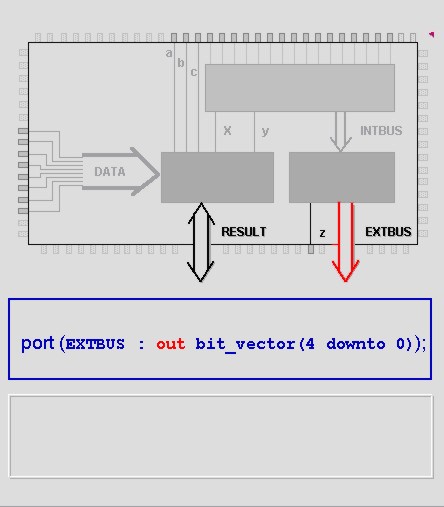 a
b
c
X
y
INTBUS
DATA
RESULT
z
EXTBUS
port (EXTBUS : out bit_vector(4 downto 0));